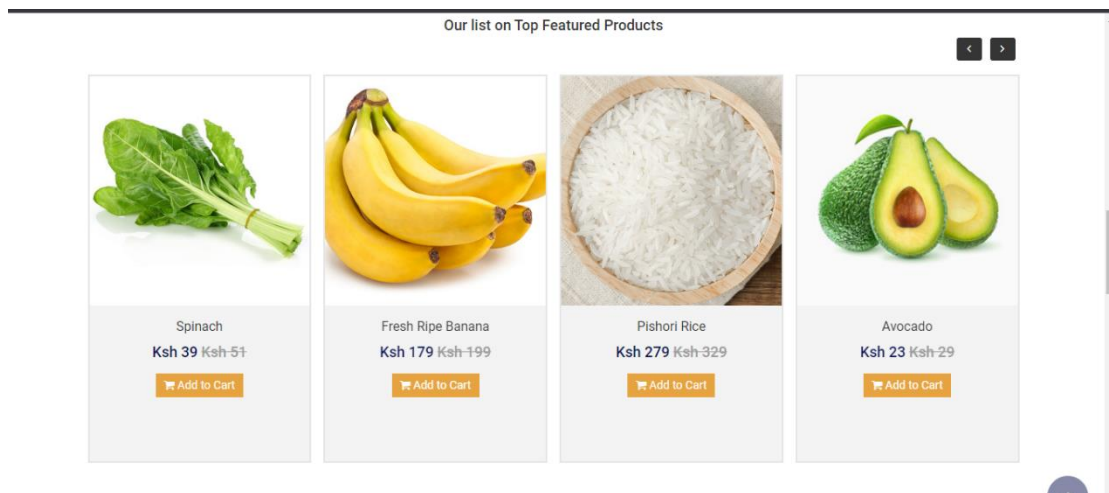 Our list on Top Featured Products
Spinach
Ksh 39 Ksh 51
Add to Cart
Fresh Ripe Banana
Ksh 179 Ksh 199
Add to Cart
Pishori Rice
Ksh 279 Ksh 329
Add to Cart
Avocado
Ksh 23 Ksh 29
Add to Cart